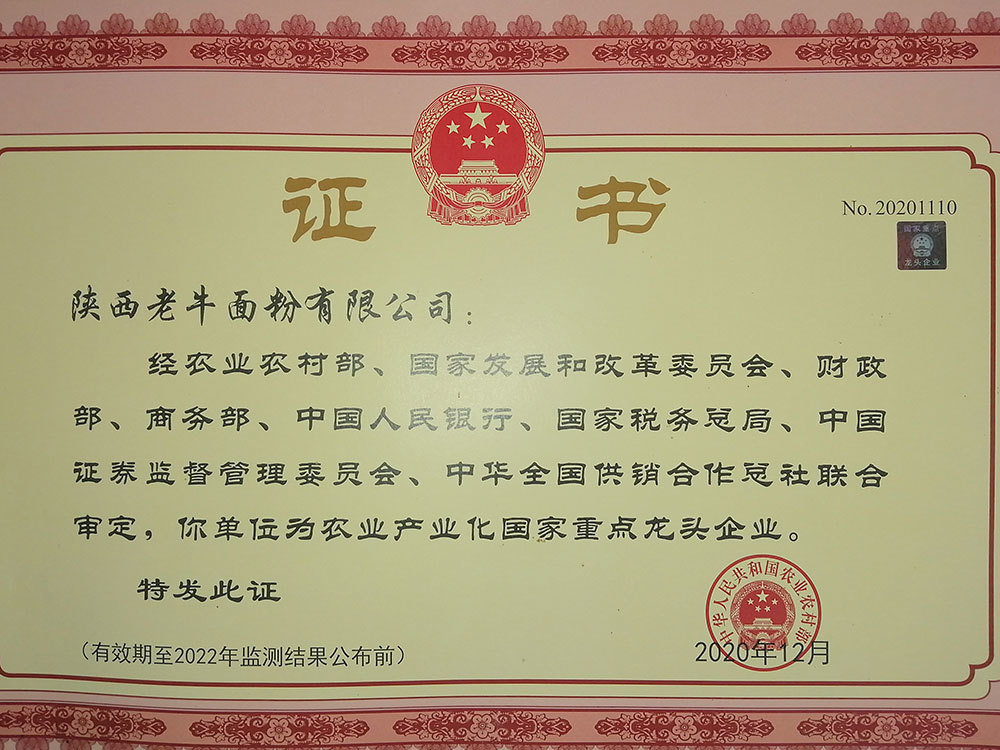 证书
No. 20201110
国家重点
龙头企业
陕西老牛面粉有限公司：
经农业农村部、国家发展和改革委员会、财政
部、商务部、中国人民银行、国家税务总局、中国
证券监督管理委员会、中华全国供销合作总社联合
审定，你单位为农业产业化国家重点龙头企业。
特发此证
中华人民共和国农业农村部
（有效期至2022年监测结果公布前）
2020年12月